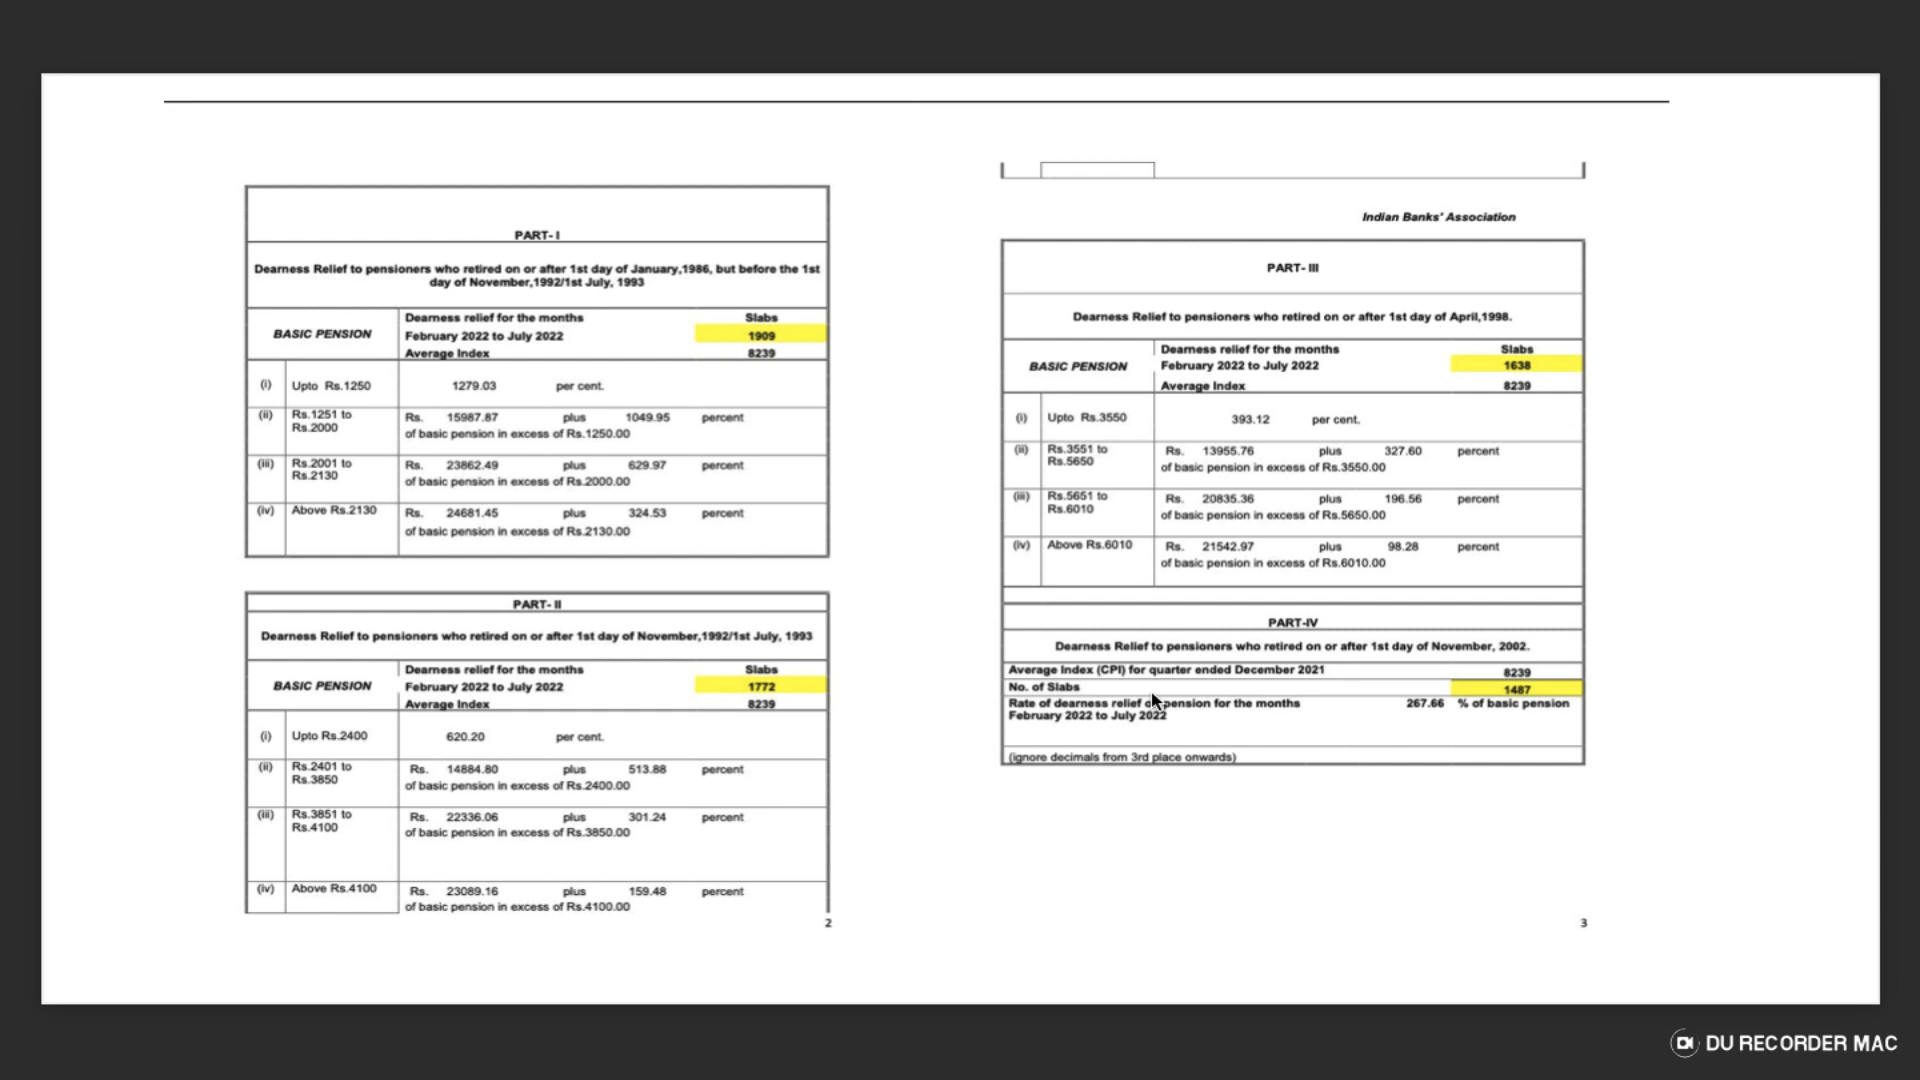 PART- I
Dearness Relief to pensioners who retired on or after 1st day of January,1986, but before the 1st
day of November,1992/1st July, 1993
BASIC PENSION
Dearness relief for the months Slabs
February 2022 to July 2022 1909
Average Index 8239
(i) Upto Rs.1250 1279.03 per cent.
(ii) Rs.1251 to Rs. 15987.87 plus 1049.95 percent
Rs.2000 of basic pension in excess of Rs.1250.00
(iii) Rs.2001 to Rs. 23862.49 plus 629.97 percent
Rs.2130 of basic pension in excess of Rs.2000.00
(iv) Above Rs.2130 Rs. 24681.45 plus 324.53 percent
of basic pension in excess of Rs.2130.00
PART- II
Dearness Relief to pensioners who retired on or after 1st day of November,1992/1st July, 1993
BASIC PENSION
Dearness relief for the months Slabs
February 2022 to July 2022 1772
Average Index 8239
(i) Upto Rs.2400 620.20 per cent.
(ii) Rs.2401 to Rs. 14884.80 plus 513.88 percent
Rs.3850 of basic pension in excess of Rs.2400.00
(iii) Rs.3851 to Rs. 22336.06 plus 301.24 percent
Rs.4100 of basic pension in excess of Rs.3850.00
(iv) Above Rs.4100 Rs. 23089.16 plus 159.48 percent
of basic pension in excess of Rs.4100.00
2
Indian Banks' Association
PART- III
Dearness Relief to pensioners who retired on or after 1st day of April,1998.
BASIC PENSION
Dearness relief for the months Slabs
February 2022 to July 2022 1638
Average Index 8239
(i) Upto Rs.3550 393.12 per cent.
(ii) Rs.3551 to Rs. 13955.76 plus 327.60 percent
Rs.5650 of basic pension in excess of Rs.3550.00
(iii) Rs.5651 to Rs. 20835.36 plus 196.56 percent
Rs.6010 of basic pension in excess of Rs.5650.00
(iv) Above Rs.6010 Rs. 21542.97 plus 98.28 percent
of basic pension in excess of Rs.6010.00
PART-IV
Dearness Relief to pensioners who retired on or after 1st day of November, 2002.
Average Index (CPI) for quarter ended December 2021 8239
No. of Slabs 1487
Rate of dearness relief pension for the months 267.66 % of basic pension
February 2022 to July 2022
(ignore decimals from 3rd place onwards)
3
DU RECORDER MAC